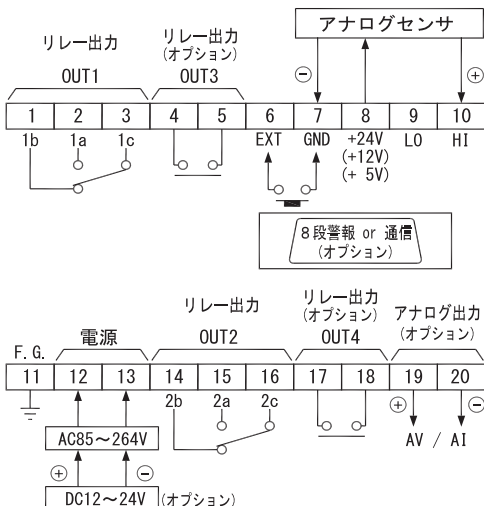 アナログセンサ
リレー出力
OUT1
リレー出力
(オプション)
OUT3
⊖
⊕
1 2 3 4 5 6 7 8 9 10
1b 1a 1c EXT GND +24V LO HI
(+12V)
(+ 5V)
8段警報 or 通信
(オプション)
F.G.
電源
リレー出力
OUT2
リレー出力
(オプション)
OUT4
アナログ出力
(オプション)
11 12 13 14 15 16 17 18 19 20
2b 2a 2c ⊕ ⊖
AV / AI
AC85～264V
⊕ ⊖
DC12～24V (オプション)